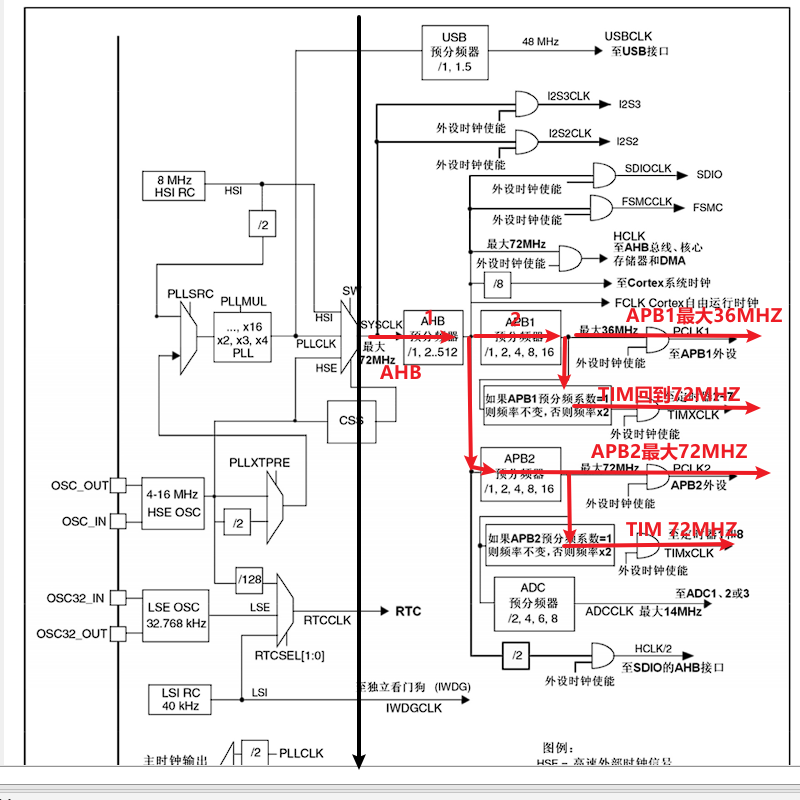 USB
预分频器
/1, 1.5
48 MHz
USBCLK
至USB接口
I2S3CLK
I2S3
外设时钟使能
I2S2CLK
I2S2
外设时钟使能
8 MHz
HSI RC
HSI
/2
SDIOCLK
SDIO
外设时钟使能
FSMCCLK
FSMC
外设时钟使能
最大72MHz
HCLK
至AHB总线、核心
存储器和DMA
外设时钟使能
/8
至Cortex系统时钟
FCLK Cortex自由运行时钟
PLLSRC
PLLMUL
..., x16
x2, x3, x4
PLL
SW
HSI
PLLCLK
HSE
SYSCLK
最大
72MHz
AHB
1
AHB
预分频器
/1, 2..512
2
APB1
预分频器
/1, 2, 4, 8, 16
APB1最大36MHZ
最大36MHz
PCLK1
至APB1外设
外设时钟使能
CSS
如果APB1预分频系数=1
则频率不变, 否则频率x2
TIM回到72MHZ
TIMXCLK
外设时钟使能
APB2最大72MHZ
APB2
预分频器
/1, 2, 4, 8, 16
最大72MHz
PCLK2
APB2外设
外设时钟使能
PLLXTPRE
OSC_OUT
OSC_IN
4-16 MHz
HSE OSC
/2
如果APB2预分频系数=1
则频率不变, 否则频率x2
TIM 72MHZ
TIMxCLK
外设时钟使能
/128
OSC32_IN
OSC32_OUT
LSE OSC
32.768 kHz
LSE
RTCCLK
RTC
RTCSEL[1:0]
ADC
预分频器
/2, 4, 6, 8
至ADC1、2或3
ADCCLK 最大14MHz
/2
HCLK/2
至SDIO的AHB接口
外设时钟使能
LSI RC
40 kHz
LSI
至独立看门狗 (IWDG)
IWDGCLK
主时钟输出
/2
PLLCLK
图例：
HSE = 高速外部时钟信号